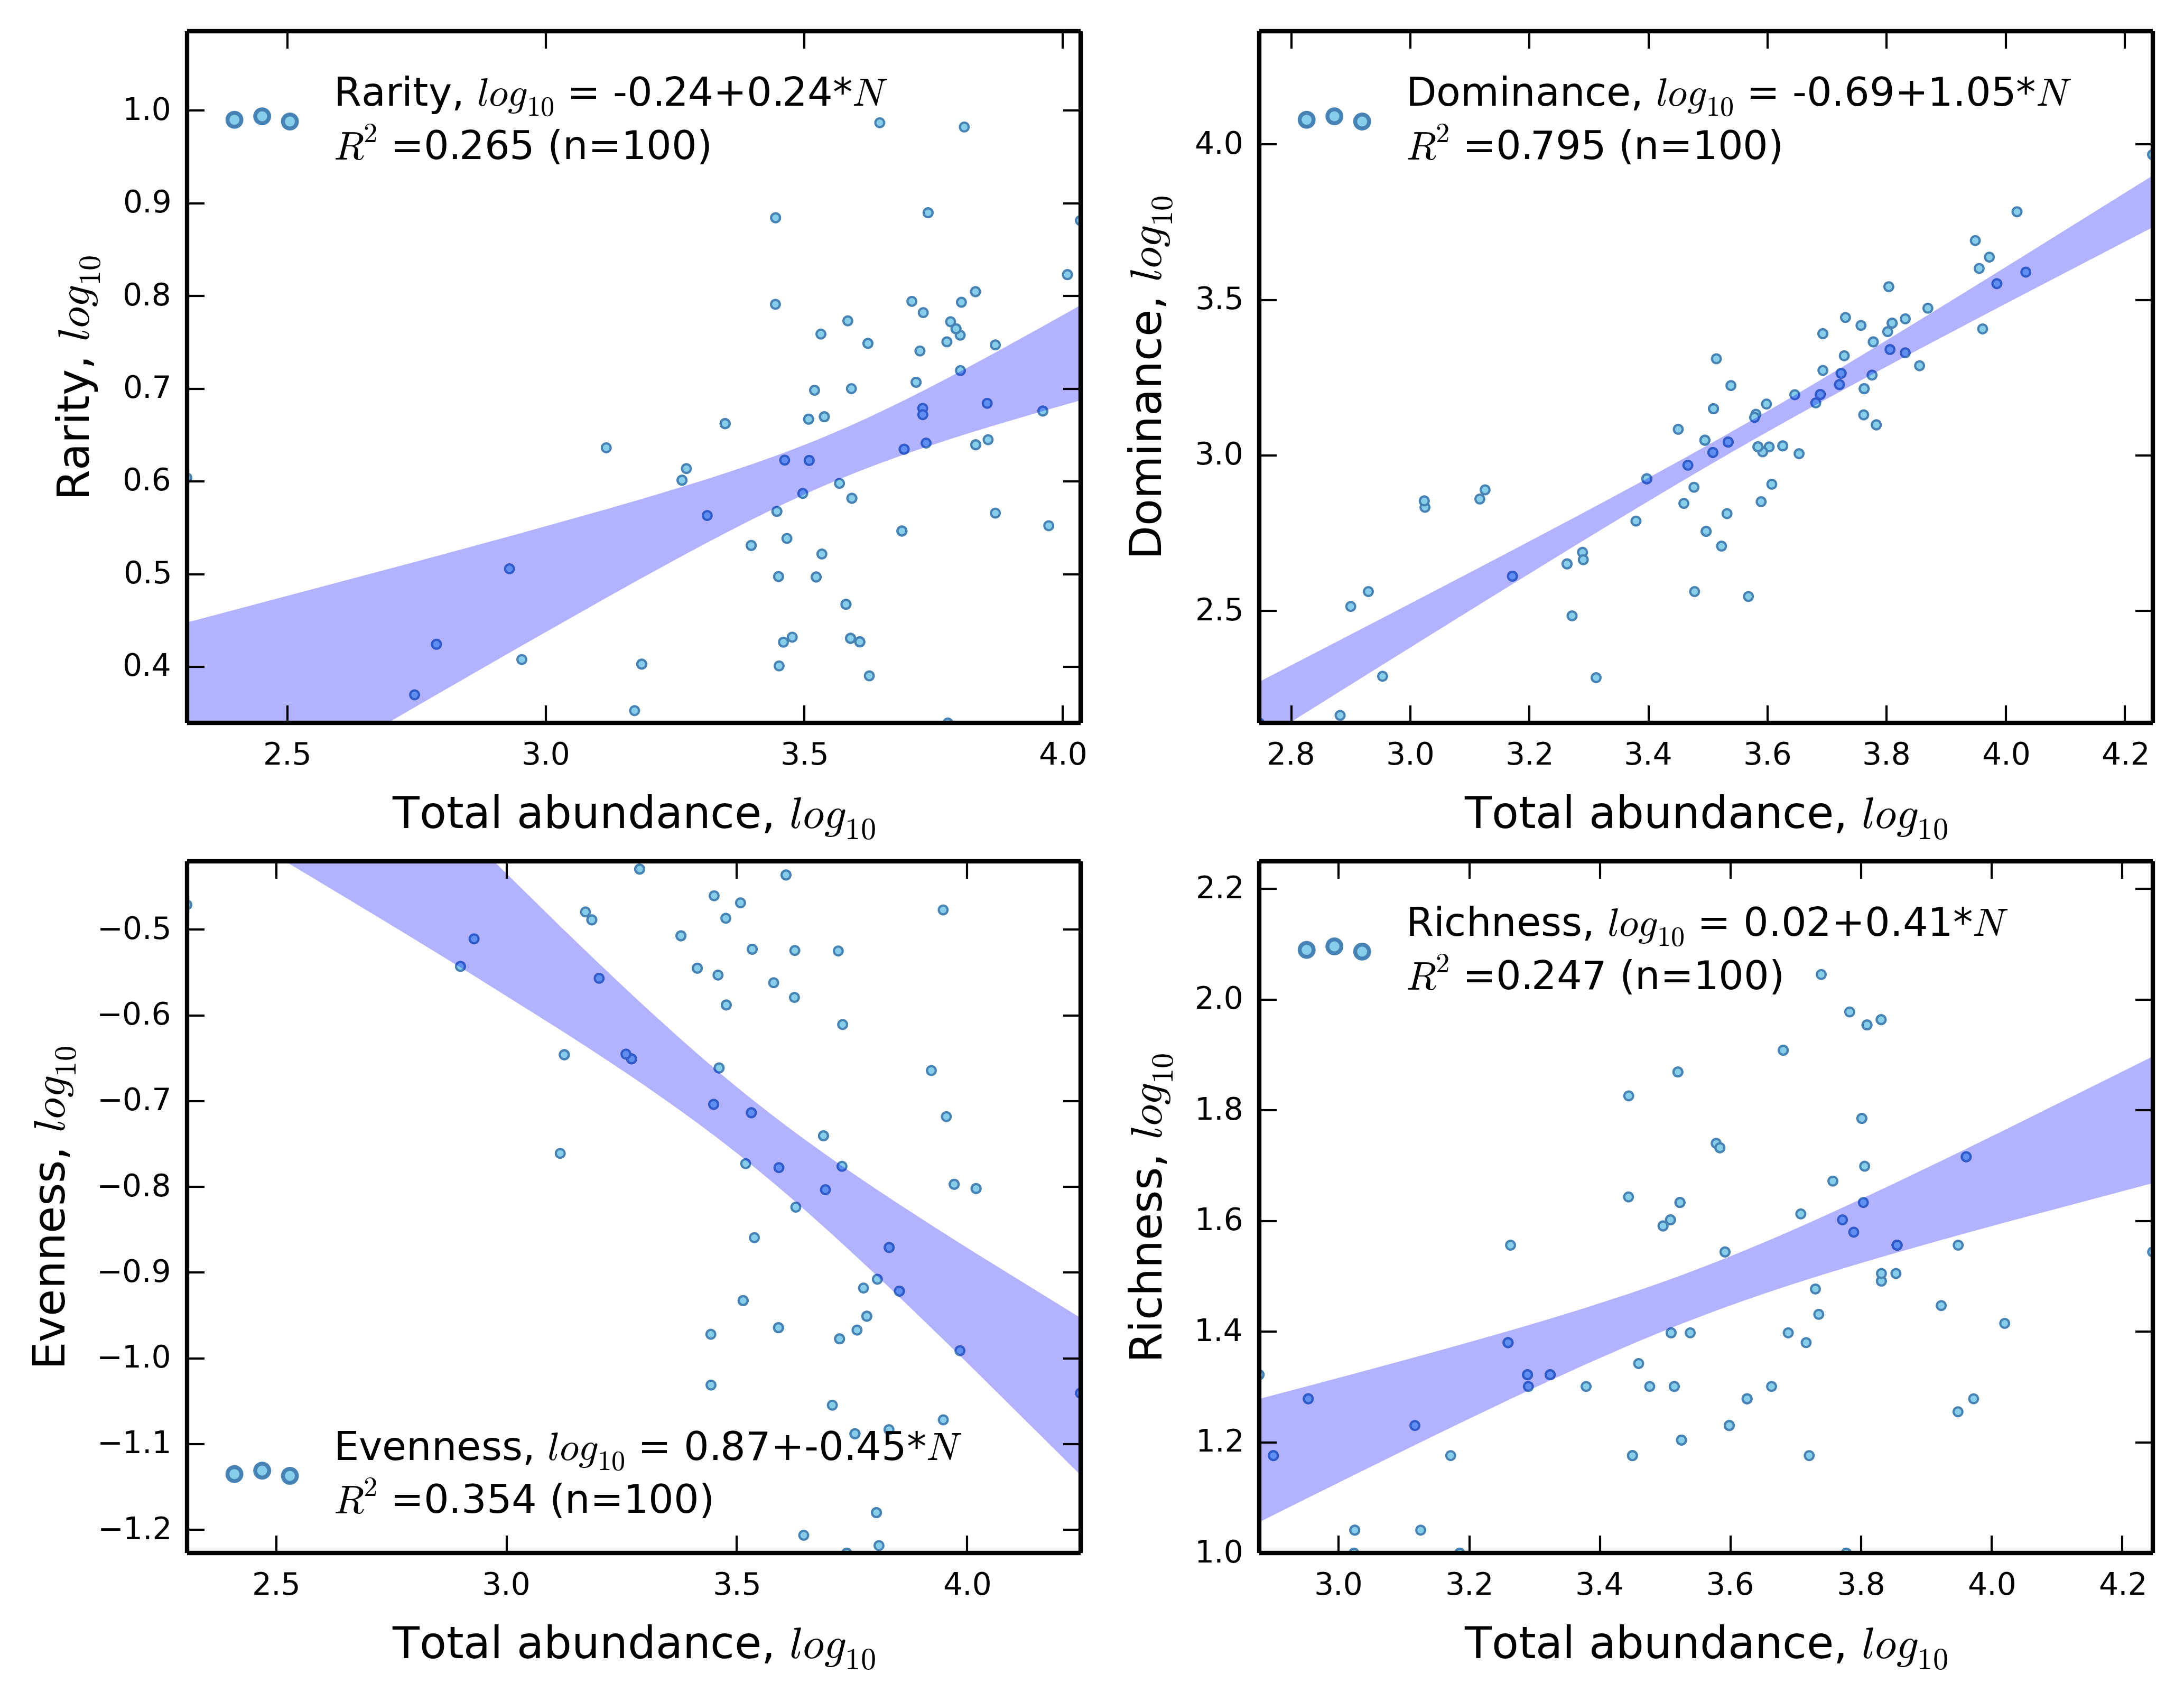 Rarity, log10 = -0.24+0.24*N
R2 =0.265 (n=100)
1.0
0.9
0.8
0.7
0.6
0.5
0.4
Rarity, log10
2.5 3.0 3.5 4.0
Total abundance, log10
Dominance, log10 = -0.69+1.05*N
R2 =0.795 (n=100)
4.0
3.5
3.0
2.5
Dominance, log10
2.8 3.0 3.2 3.4 3.6 3.8 4.0 4.2
Total abundance, log10
−0.5
−0.6
−0.7
−0.8
−0.9
−1.0
−1.1
−1.2
Evenness, log10
Evenness, log10 = 0.87+-0.45*N
R2 =0.354 (n=100)
2.5 3.0 3.5 4.0
Total abundance, log10
Richness, log10 = 0.02+0.41*N
R2 =0.247 (n=100)
2.2
2.0
1.8
1.6
1.4
1.2
1.0
Richness, log10
3.0 3.2 3.4 3.6 3.8 4.0 4.2
Total abundance, log10